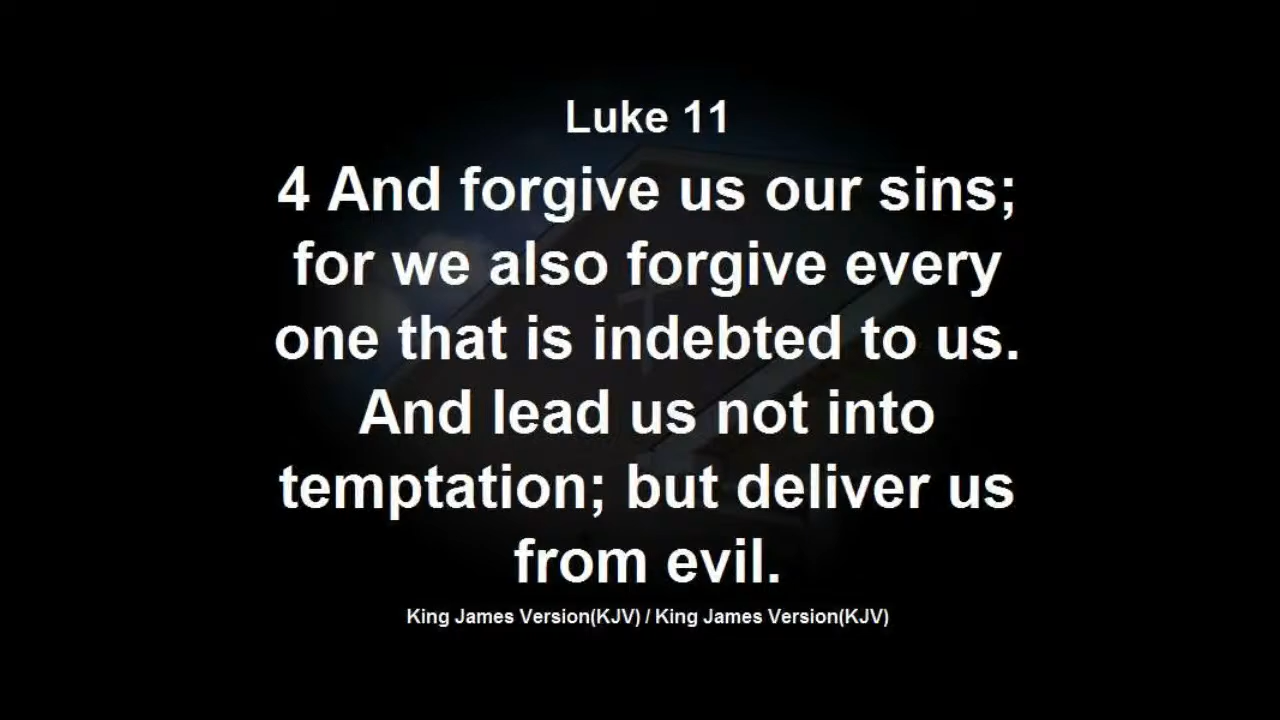 Luke 11
4 And forgive us our sins;
for we also forgive every
one that is indebted to us.
And lead us not into
temptation; but deliver us
from evil.
King James Version(KJV) / King James Version(KJV)